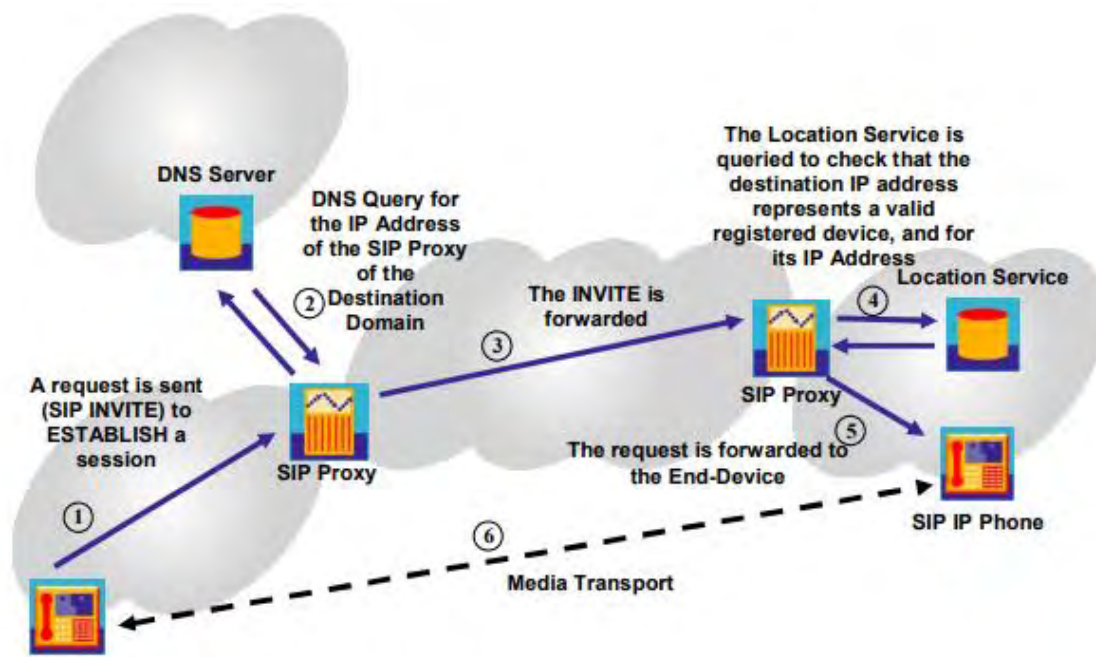 DNS Server
DNS Query for
the IP Address
of the SIP Proxy
of the
Destination
Domain
2
The Location Service is
queried to check that the
destination IP address
represents a valid
registered device, and for
its IP Address
Location Service
4
The INVITE is
forwarded
3
SIP Proxy
A request is sent
(SIP INVITE) to
ESTABLISH a
session
1
SIP Proxy
5
The request is forwarded to
the End-Device
SIP IP Phone
6
Media Transport